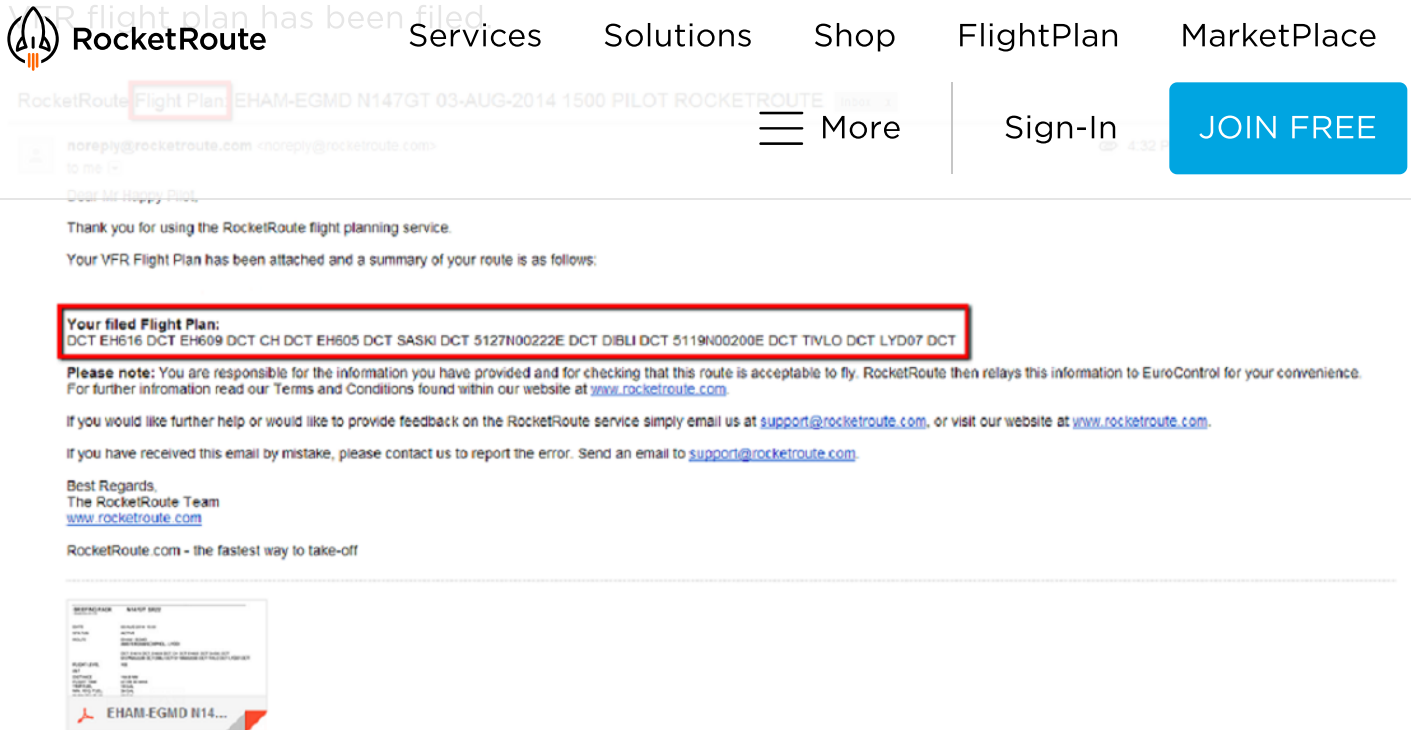 VFR flight plan has been filed.
RocketRoute
Services
Solutions
Shop
FlightPlan
MarketPlace
RocketRoute Flight Plan: EHAM-EGMD N147GT 03-AUG-2014 1500 PILOT ROCKETROUTE
More
Sign-In
JOIN FREE
noreply@rocketroute.com <noreply@rocketroute.com>
4:32 P
to me
Dear Mr Happy Pilot,
Thank you for using the RocketRoute flight planning service.
Your VFR Flight Plan has been attached and a summary of your route is as follows:
Your filed Flight Plan:
DCT EH616 DCT EH609 DCT CH DCT EH605 DCT SASKI DCT 5127N00222E DCT DIBLI DCT 5119N00200E DCT TIVLO DCT LYD07 DCT
Please note: You are responsible for the information you have provided and for checking that this route is acceptable to fly. RocketRoute then relays this information to EuroControl for your convenience.
For further infromation read our Terms and Conditions found within our website at www.rocketroute.com.
If you would like further help or would like to provide feedback on the RocketRoute service simply email us at support@rocketroute.com, or visit our website at www.rocketroute.com.
If you have received this email by mistake, please contact us to report the error. Send an email to support@rocketroute.com.
Best Regards,
The RocketRoute Team
www.rocketroute.com
RocketRoute.com - the fastest way to take-off
EHAM-EGMD N14...